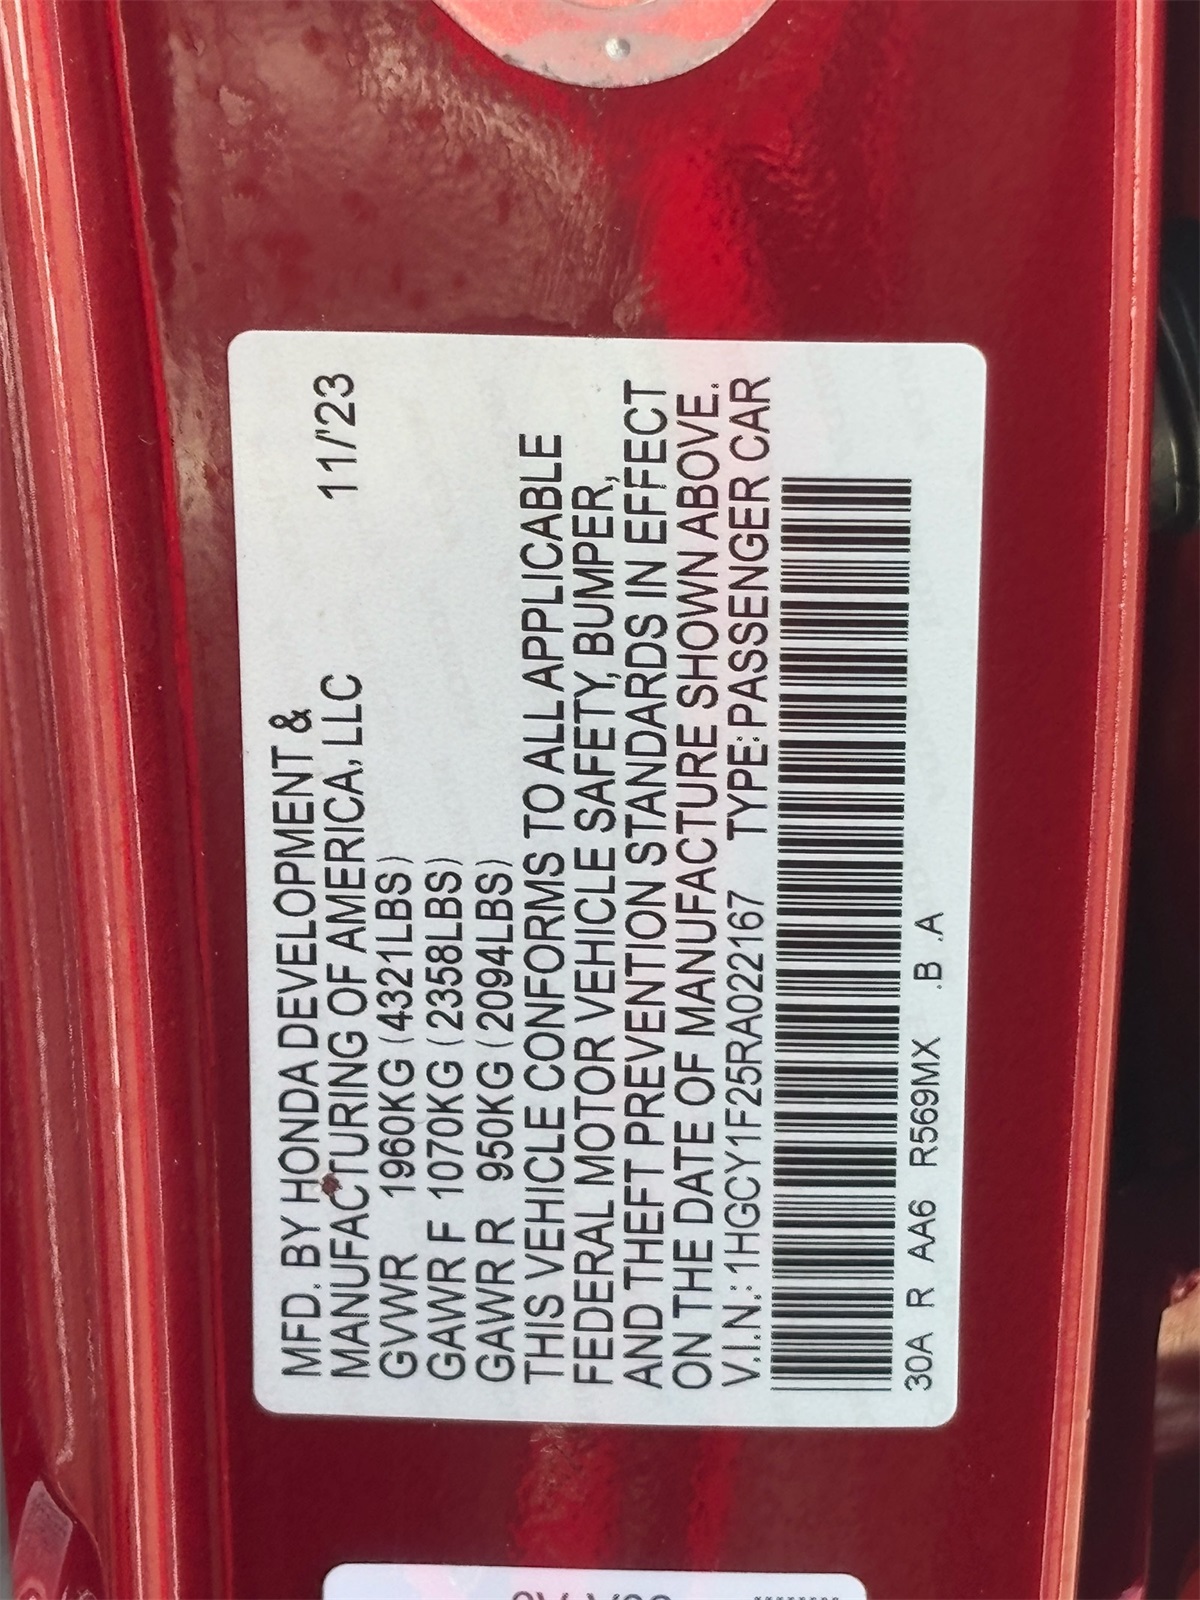 MFD. BY HONDA DEVELOPMENT &
MANUFACTURING OF AMERICA, LLC 11/'23
GVWR 1960KG (4321LBS)
GAWR F 1070KG (2358LBS)
GAWR R 950KG (2094LBS)
THIS VEHICLE CONFORMS TO ALL APPLICABLE
FEDERAL MOTOR VEHICLE SAFETY, BUMPER,
AND THEFT PREVENTION STANDARDS IN EFFECT
ON THE DATE OF MANUFACTURE SHOWN ABOVE.
V.I.N.: 1HGCY1F25RA022167 TYPE: PASSENGER CAR
30A R AA6 R569MX .B .A